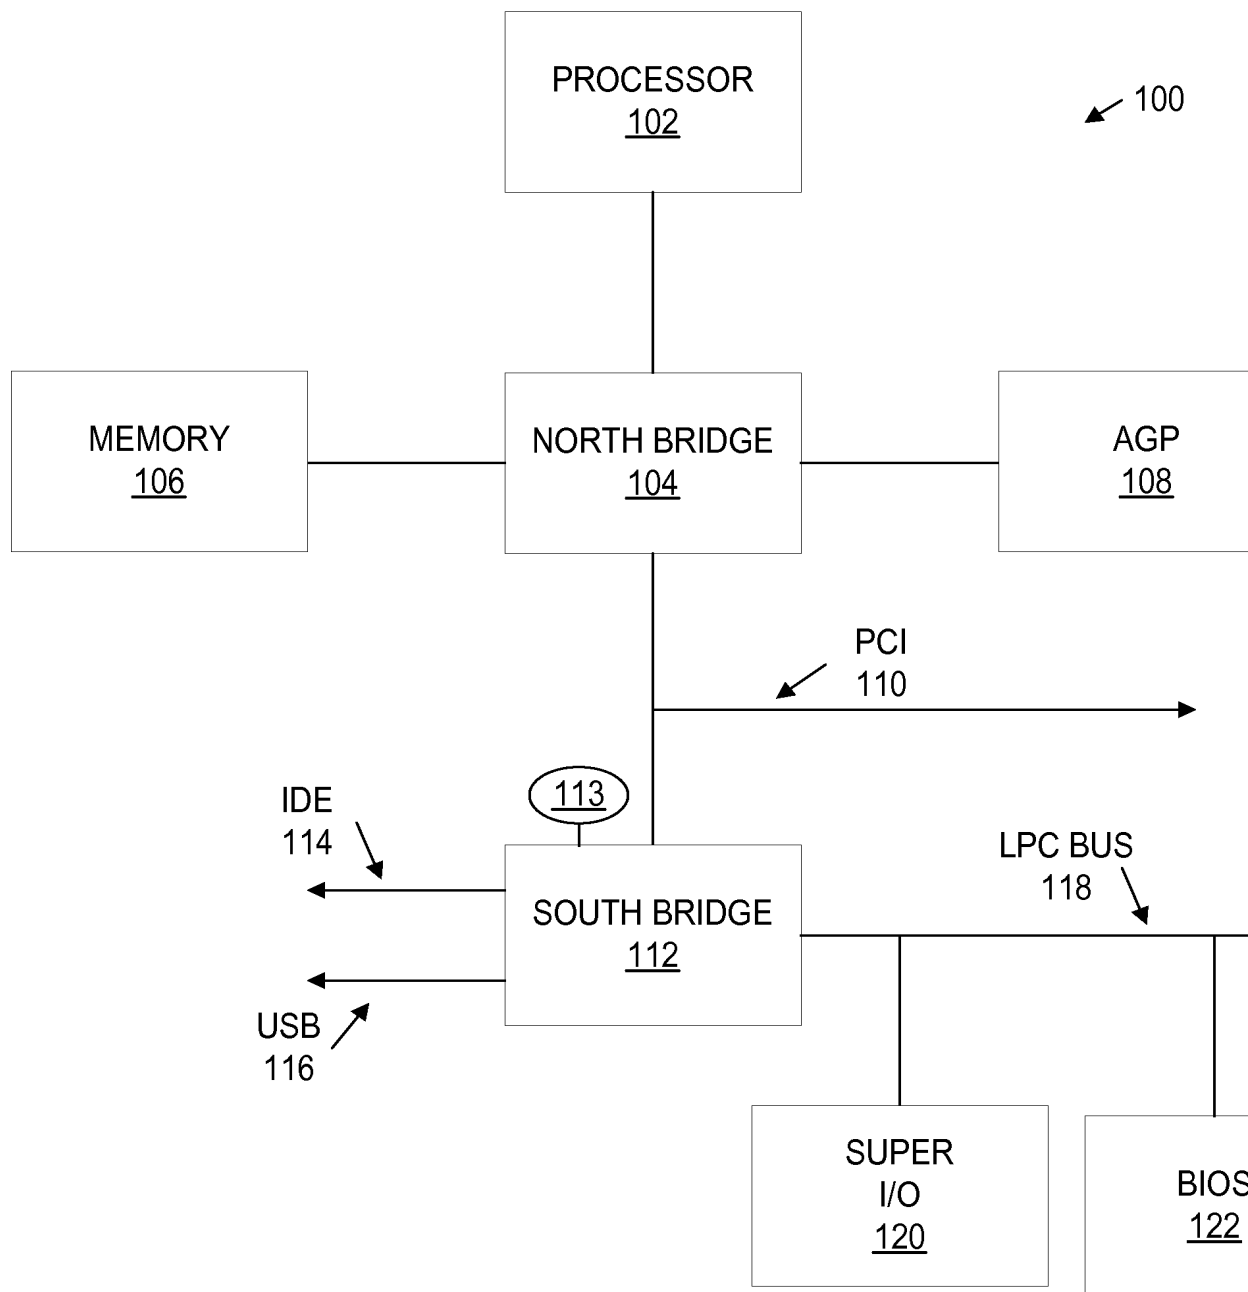 PROCESSOR
102
100
MEMORY
106
NORTH BRIDGE
104
AGP
108
PCI
110
113
IDE
114
LPC BUS
118
SOUTH BRIDGE
112
USB
116
SUPER
I/O
120
BIOS
122